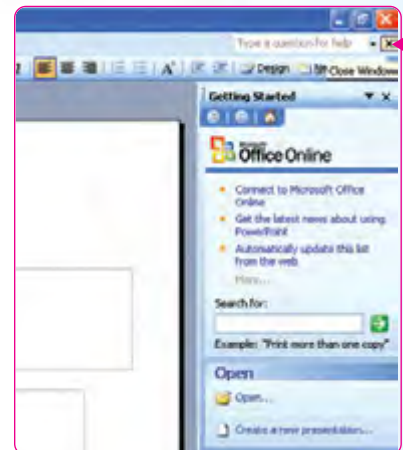 Type a question for help
A Design Close Window
Getting Started
Microsoft
Office Online
Connect to Microsoft Office
Online
Get the latest news about using
PowerPoint
Automatically update this list
from the web
More...
Search for:
Example: "Print more than one copy"
Open
Open...
Create a new presentation...